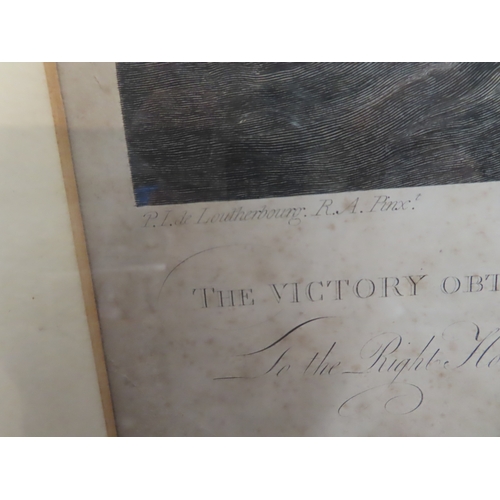 P. I. de Loutherbourg. R. A. Pinx.t
THE VICTORY OBT
To the Right Ho